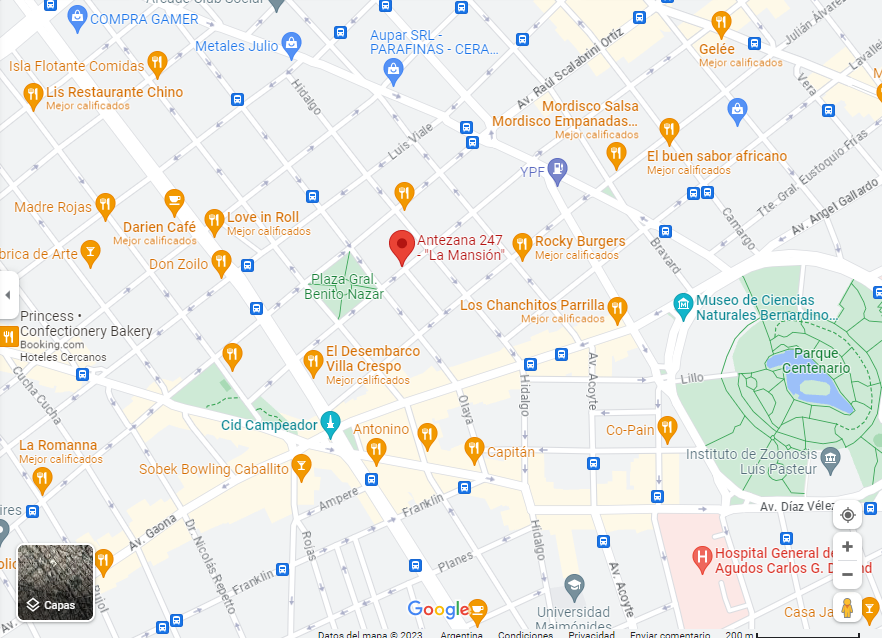 Arcade Club Social
COMPRA GAMER
Metales Julio
Aupar SRL -
PARAFINAS - CERA...
Av. Raúl Scalabrini Ortiz
Gelée
Mejor calificados
Julián Álvarez
Lavalleja
Vera
Isla Flotante Comidas
Lis Restaurante Chino
Mejor calificados
Hidalgo
Luis Viale
Mordisco Salsa
Mordisco Empanadas...
Mejor calificados
El buen sabor africano
Mejor calificados
YPF
Tte. Gral. Eustoquio Frías
Av. Angel Gallardo
Camargo
Bravard
Madre Rojas
Darien Café
Mejor calificados
Love in Roll
Mejor calificados
Don Zoilo
brica de Arte
Antezana 247
- "La Mansión"
Rocky Burgers
Mejor calificados
Plaza Gral.
Benito Nazar
Los Chanchitos Parrilla
Mejor calificados
Museo de Ciencias
Naturales Bernardino...
Princess •
Confectionery Bakery
Booking.com
Hoteles Cercanos
El Desembarco
Villa Crespo
Mejor calificados
Parque
Centenario
Lillo
Av. Acoyte
Hidalgo
Olaya
Cucha Cucha
Cid Campeador
Antonino
Capitán
Co-Pain
La Romanna
Mejor calificados
Sobek Bowling Caballito
Instituto de Zoonosis
Luis Pasteur
Ampere
Franklin
Av. Díaz Vélez
Av. Gaona
Dr. Nicolás Repetto
Rojas
Hidalgo
Planes
Franklin
Av. Acoyte
Hospital General de
Agudos Carlos G. Durand
Pujol
Capas
Google
Universidad
Maimónides
Casa Ja
Datos del mapa © 2023
Argentina
Condiciones
Privacidad
Enviar comentario
200 m